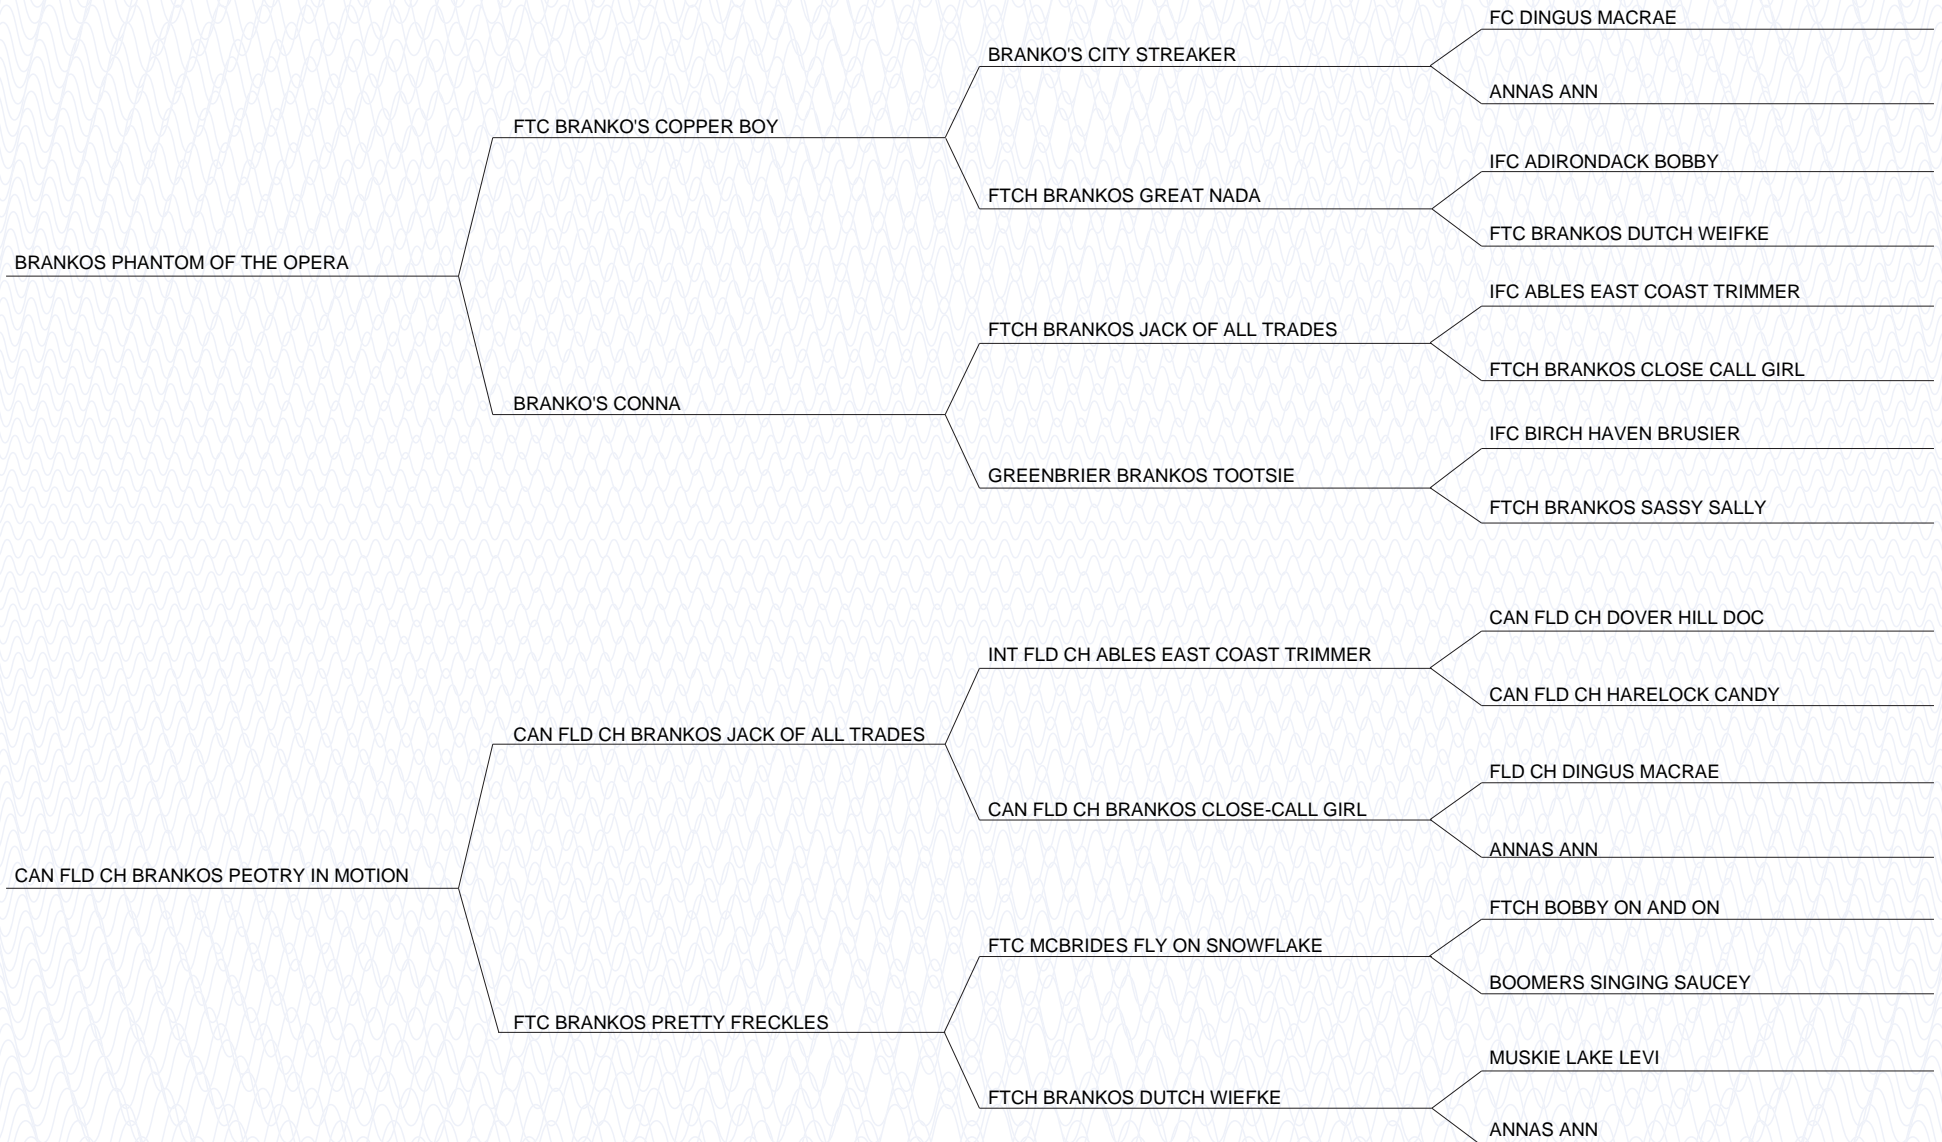 FC DINGUS MACRAE
BRANKO'S CITY STREAKER
ANNAS ANN
FTC BRANKO'S COPPER BOY
IFC ADIRONDACK BOBBY
FTCH BRANKOS GREAT NADA
FTC BRANKOS DUTCH WEIFKE
BRANKOS PHANTOM OF THE OPERA
IFC ABLES EAST COAST TRIMMER
FTCH BRANKOS JACK OF ALL TRADES
FTCH BRANKOS CLOSE CALL GIRL
BRANKO'S CONNA
IFC BIRCH HAVEN BRUSIER
GREENBRIER BRANKOS TOOTSIE
FTCH BRANKOS SASSY SALLY
CAN FLD CH DOVER HILL DOC
INT FLD CH ABLES EAST COAST TRIMMER
CAN FLD CH HARELOCK CANDY
CAN FLD CH BRANKOS JACK OF ALL TRADES
FLD CH DINGUS MACRAE
CAN FLD CH BRANKOS CLOSE-CALL GIRL
ANNAS ANN
CAN FLD CH BRANKOS PEOTRY IN MOTION
FTCH BOBBY ON AND ON
FTC MCBRIDES FLY ON SNOWFLAKE
BOOMERS SINGING SAUCEY
FTC BRANKOS PRETTY FRECKLES
MUSKIE LAKE LEVI
FTCH BRANKOS DUTCH WIEFKE
ANNAS ANN